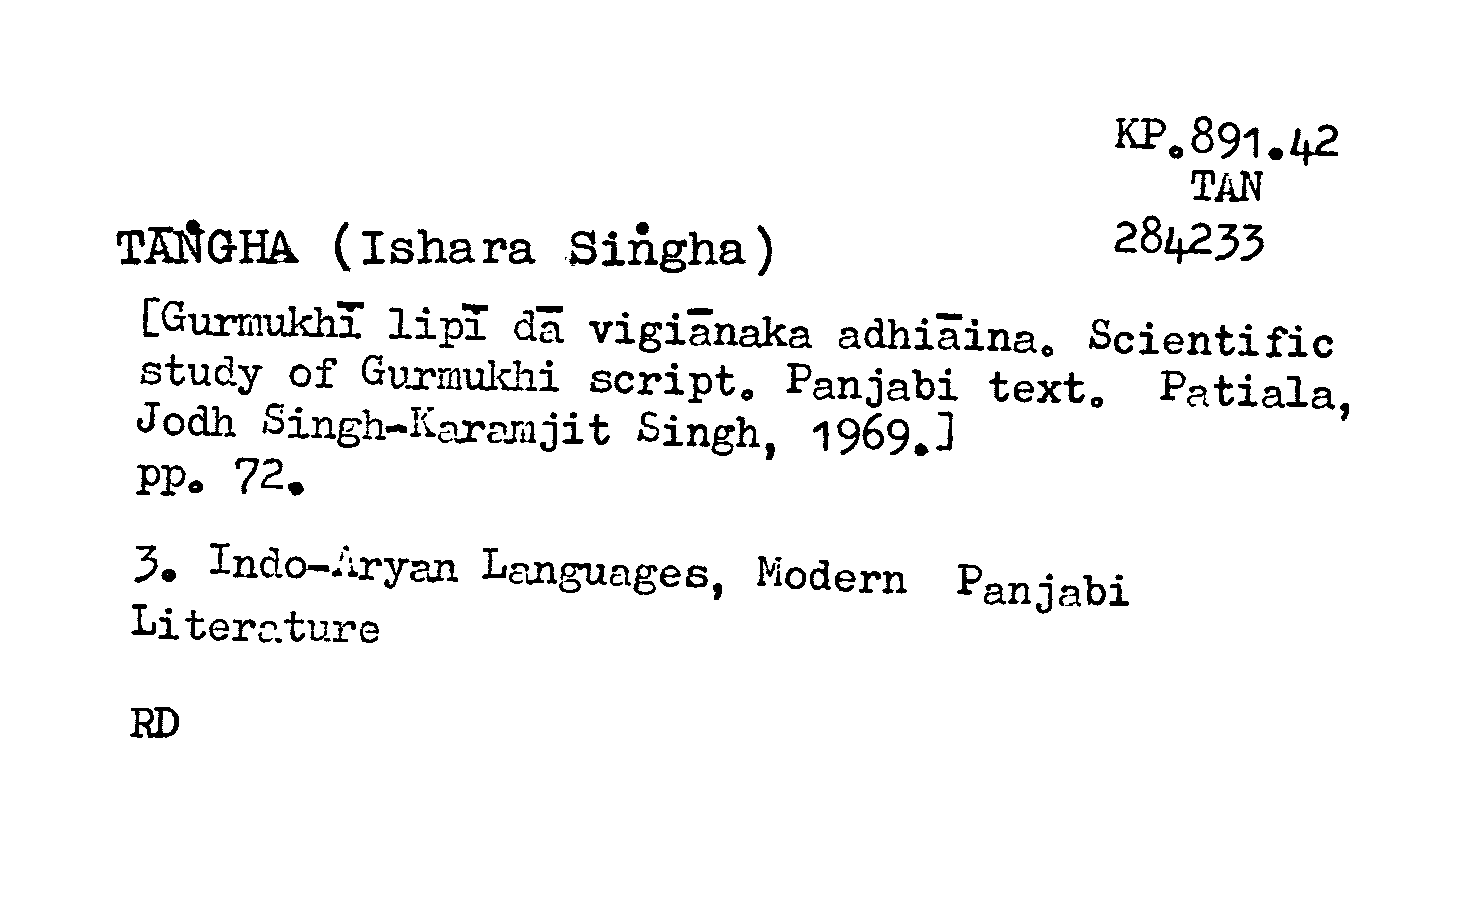 KP.891.42
TAN
284233
TĀṄGHA (Ishara Siṅgha)
[Gurmukhī lipī dā vigiānaka adhiāina. Scientific
study of Gurmukhi script. Panjabi text. Patiala,
Jodh Singh-Karamjit Singh, 1969.]
pp. 72.
3. Indo-Aryan Languages, Modern Panjabi
Literature
RD